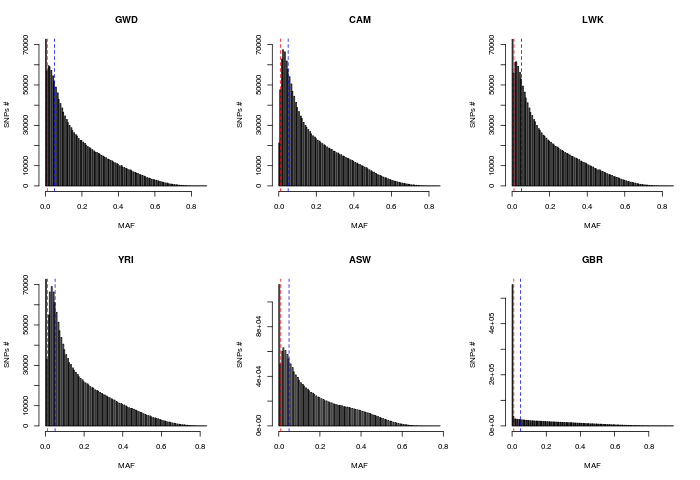 GWD
SNPs #
0
10000
30000
50000
70000
0.0
0.2
0.4
0.6
0.8
MAF
CAM
SNPs #
0
10000
30000
50000
70000
0.0
0.2
0.4
0.6
0.8
MAF
LWK
SNPs #
0
10000
30000
50000
70000
0.0
0.2
0.4
0.6
0.8
MAF
YRI
SNPs #
0
10000
30000
50000
70000
0.0
0.2
0.4
0.6
0.8
MAF
ASW
SNPs #
0e+00
4e+04
8e+04
0.0
0.2
0.4
0.6
MAF
GBR
SNPs #
0e+00
2e+05
4e+05
0.0
0.2
0.4
0.6
0.8
MAF